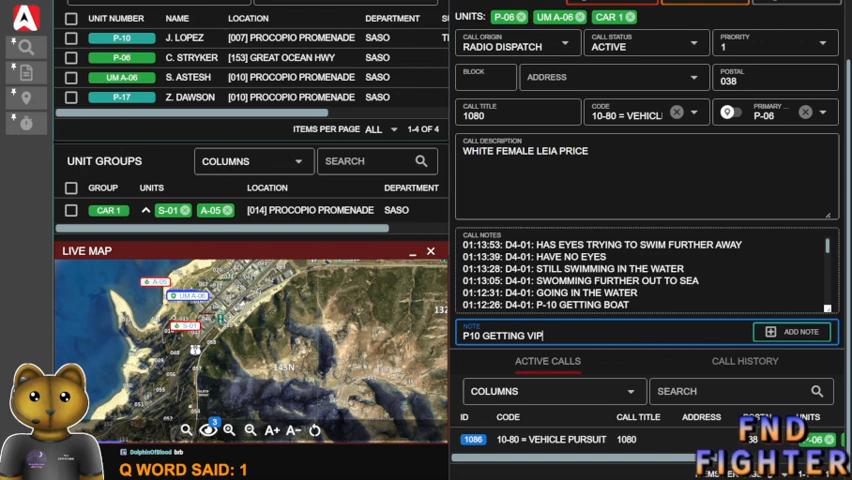 UNIT NUMBER NAME LOCATION DEPARTMENT
P-10 J. LOPEZ [007] PROCOPIO PROMENADE SASO
P-06 C. STRYKER [153] GREAT OCEAN HWY SASO
UM A-06 S. ASTESH [010] PROCOPIO PROMENADE SASO
P-17 Z. DAWSON [010] PROCOPIO PROMENADE SASO
ITEMS PER PAGE ALL 1-4 OF 4
UNIT GROUPS COLUMNS SEARCH
GROUP UNITS LOCATION DEPARTMENT
CAR 1 S-01 A-05 [014] PROCOPIO PROMENADE SASO
LIVE MAP
A-05
UM A-06
S-01
3
A+ A-
DolphinOfBlood brb
Q WORD SAID: 1
UNITS: P-06 UM A-06 CAR 1
CALL ORIGIN
RADIO DISPATCH
CALL STATUS
ACTIVE
PRIORITY
1
BLOCK
ADDRESS
POSTAL
038
CALL TITLE
1080
CODE
10-80 = VEHICL
PRIMARY ...
P-06
CALL DESCRIPTION
WHITE FEMALE LEIA PRICE
CALL NOTES
01:13:53: D4-01: HAS EYES TRYING TO SWIM FURTHER AWAY
01:13:39: D4-01: HAVE NO EYES
01:13:28: D4-01: STILL SWIMMING IN THE WATER
01:13:05: D4-01: SWOMMING FURTHER OUT TO SEA
01:12:31: D4-01: GOING IN THE WATER
01:12:26: D4-01: P-10 GETTING BOAT
NOTE
P10 GETTING VIP
ADD NOTE
ACTIVE CALLS CALL HISTORY
COLUMNS SEARCH
ID CODE CALL TITLE ADDRESS UNITS
1086 10-80 = VEHICLE PURSUIT 1080 P-06
FND
FIGHTER